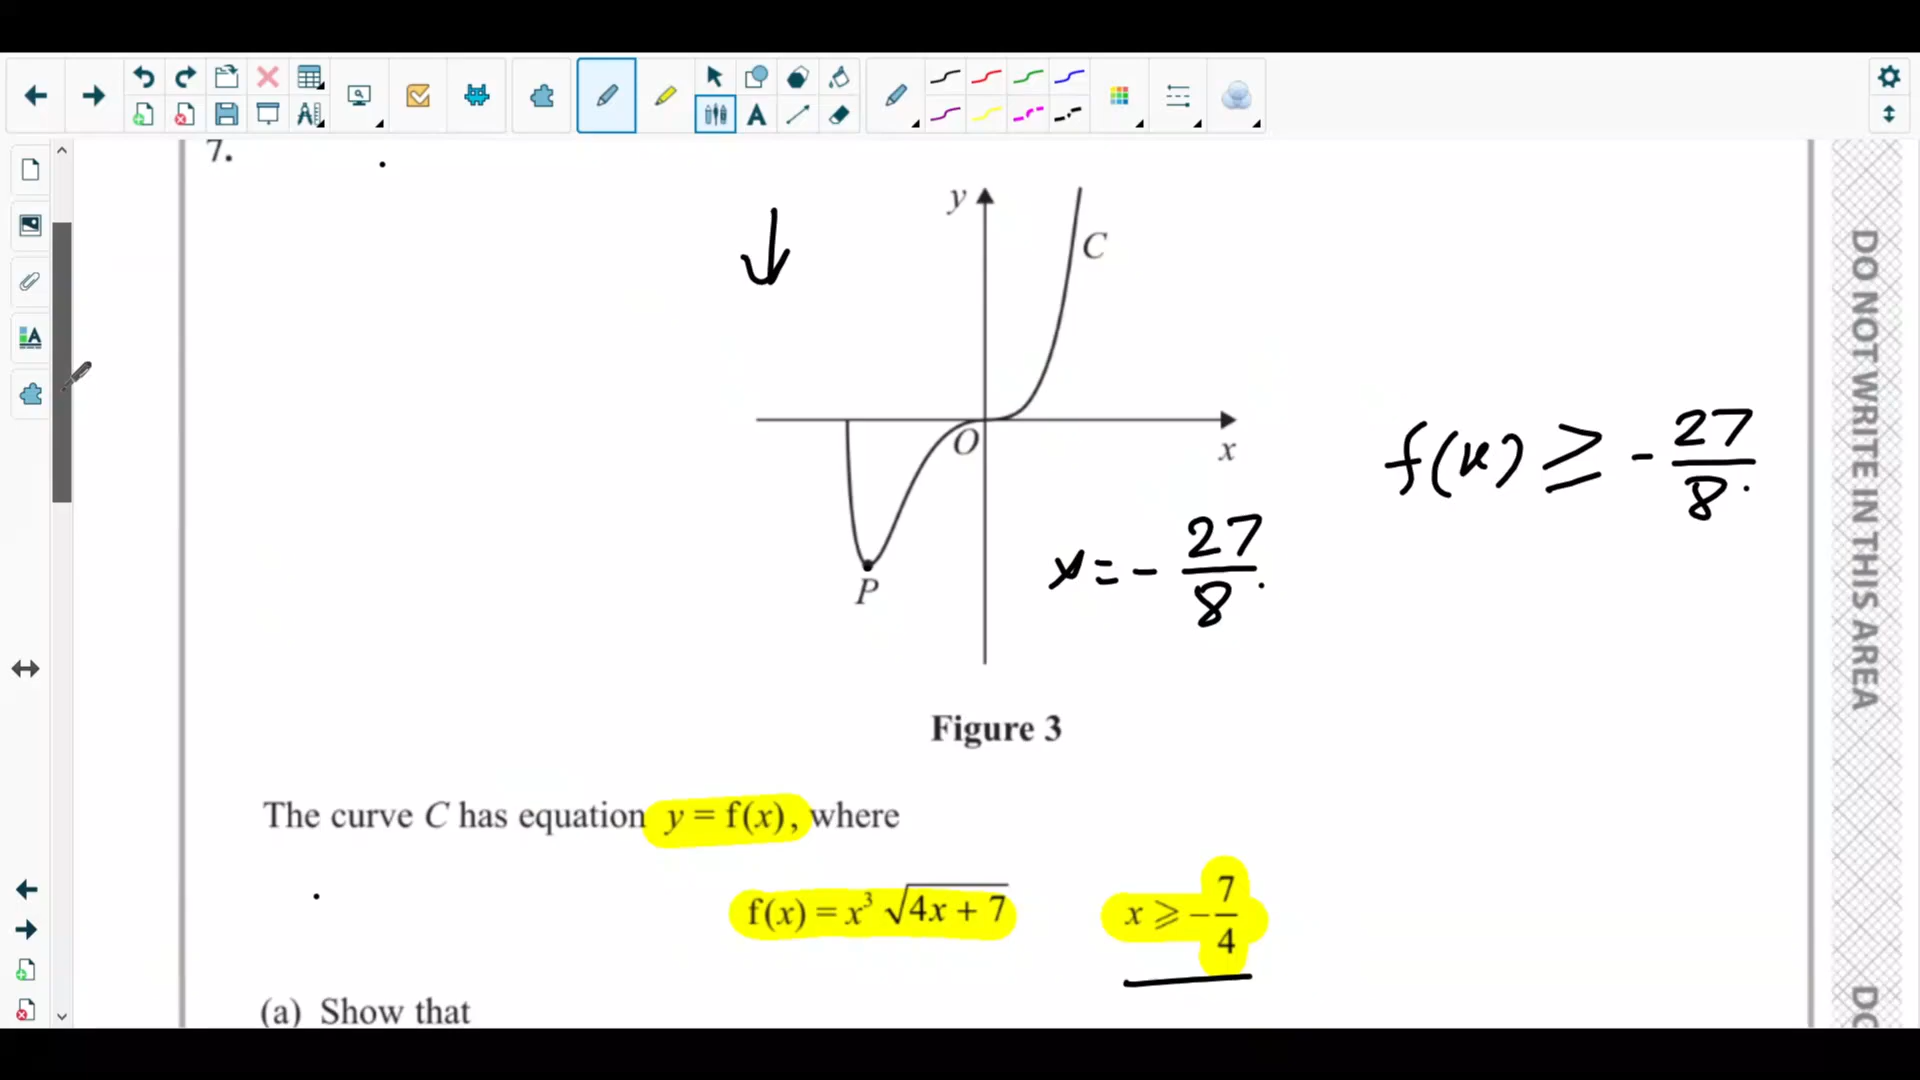 7.
y
C
O
x
P
f(x) ≥ - 27/8.
x = - 27/8.
Figure 3
The curve C has equation y = f(x), where
f(x) = x³ √(4x + 7)    x ⩾ - 7/4
(a) Show that
DO NOT WRITE IN THIS AREA
DO